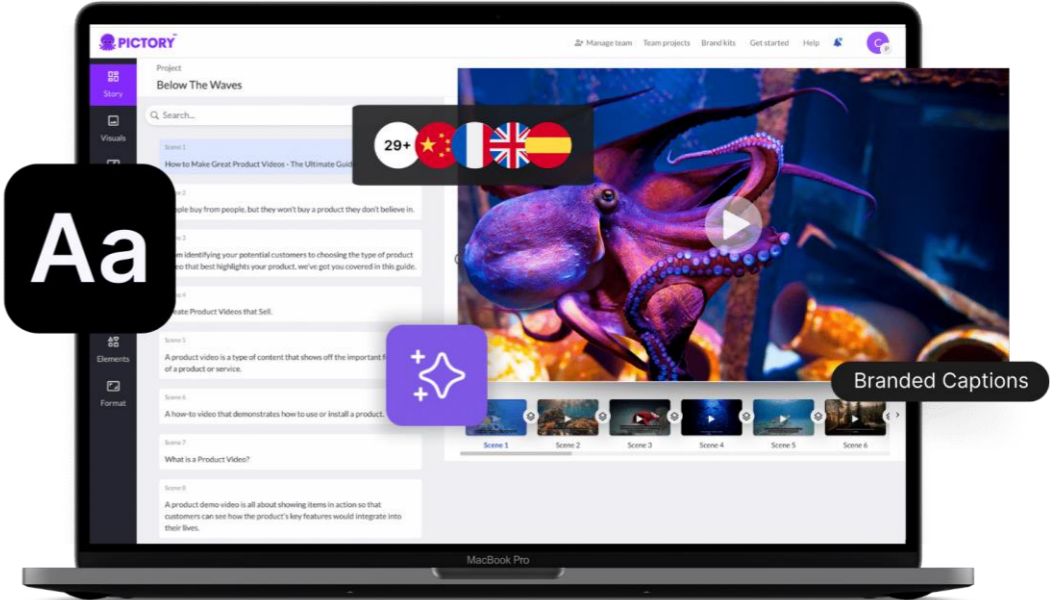 PICTORY
Manage team
Team projects
Brand kits
Get started
Help
C
P
Story
Visuals
Elements
Format
Project
Below The Waves
Search...
Scene 1
How to Make Great Product Videos - The Ultimate
2
people buy from people, but they won't buy a product they don't believe in.
3
identifying your potential customers to choosing the type of product
that best highlights your product, we've got you covered in this guide.
4
Product Videos that Sell.
Scene 5
A product video is a type of content that shows off the important
of a product or service.
Scene 6
A how-to video that demonstrates how to use or install a product.
Scene 7
What is a Product Video?
Scene 8
A product demo video is all about showing items in action so that
customers can see how the product's key features would integrate into
their lives.
29+
Aa
Branded Captions
Scene 1
Scene 2
Scene 3
Scene 4
Scene 5
Scene 6
MacBook Pro